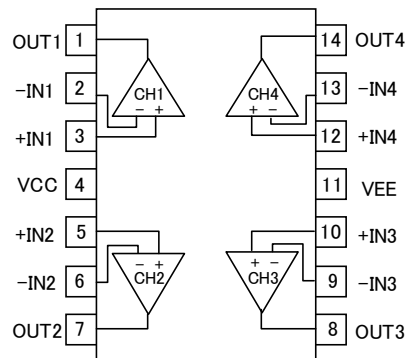 OUT1 1 14 OUT4
−IN1 2 CH1 CH4 13 −IN4
− + + −
+IN1 3 12 +IN4
VCC 4 11 VEE
+IN2 5 10 +IN3
− + + −
−IN2 6 CH2 CH3 9 −IN3
OUT2 7 8 OUT3